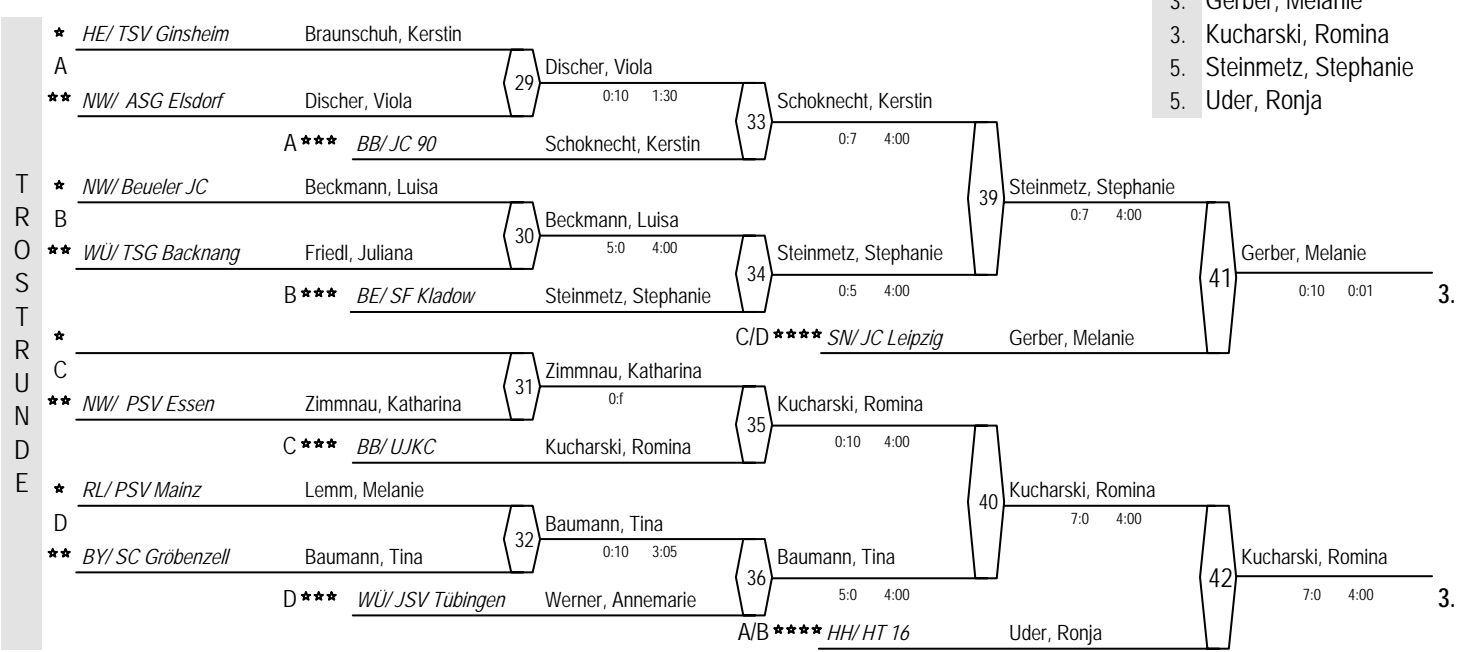 3. Gerber, Melanie
3. Kucharski, Romina
5. Steinmetz, Stephanie
5. Uder, Ronja
TROSTRUNDE
* HE/ TSV Ginsheim Braunschuh, Kerstin
A
** NW/ ASG Elsdorf Discher, Viola
29
Discher, Viola
0:10 1:30
A *** BB/ JC 90 Schoknecht, Kerstin
33
Schoknecht, Kerstin
0:7 4:00
* NW/ Beueler JC Beckmann, Luisa
B
** WÜ/ TSG Backnang Friedl, Juliana
30
Beckmann, Luisa
5:0 4:00
B *** BE/ SF Kladow Steinmetz, Stephanie
34
Steinmetz, Stephanie
0:5 4:00
39
Steinmetz, Stephanie
0:7 4:00
C/D **** SN/ JC Leipzig Gerber, Melanie
41
Gerber, Melanie
0:10 0:01 3.
*
C
** NW/ PSV Essen Zimmnau, Katharina
31
Zimmnau, Katharina
0:f
C *** BB/ UJKC Kucharski, Romina
35
Kucharski, Romina
0:10 4:00
* RL/ PSV Mainz Lemm, Melanie
D
** BY/ SC Gröbenzell Baumann, Tina
32
Baumann, Tina
0:10 3:05
D *** WÜ/ JSV Tübingen Werner, Annemarie
36
Baumann, Tina
5:0 4:00
40
Kucharski, Romina
7:0 4:00
A/B **** HH/ HT 16 Uder, Ronja
42
Kucharski, Romina
7:0 4:00 3.